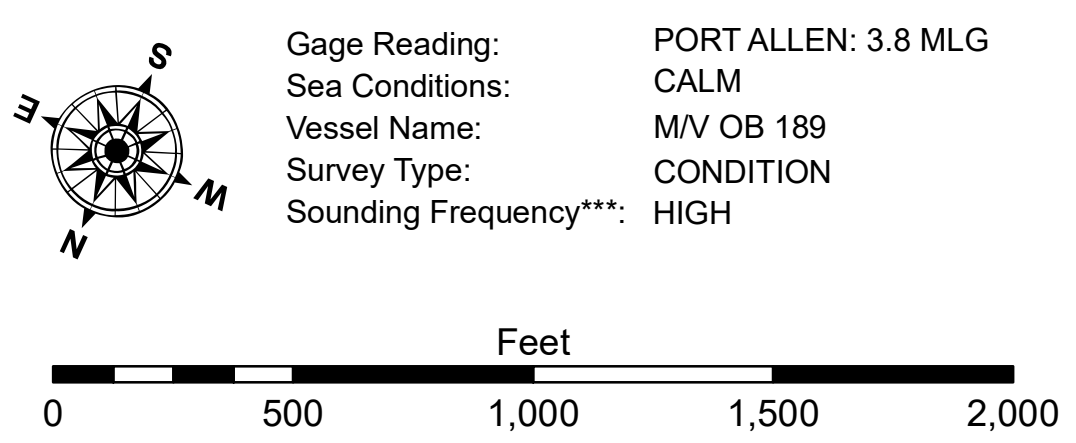 S
E
W
N
Gage Reading: PORT ALLEN: 3.8 MLG
Sea Conditions: CALM
Vessel Name: M/V OB 189
Survey Type: CONDITION
Sounding Frequency***: HIGH
Feet
0 500 1,000 1,500 2,000